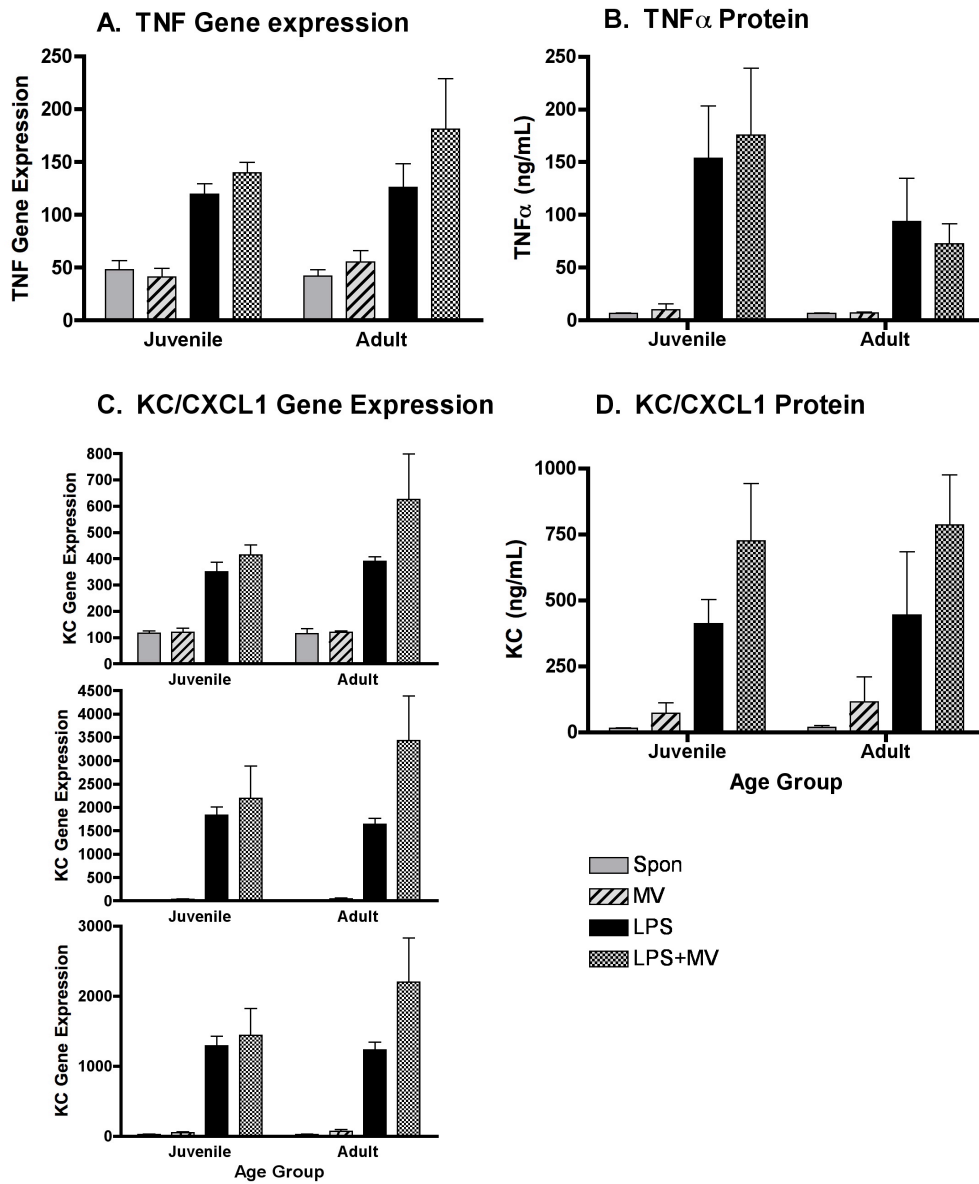 A. TNF Gene expression
TNF Gene Expression
250
200
150
100
50
0
Juvenile Adult
B. TNFα Protein
TNFα (ng/mL)
250
200
150
100
50
0
Juvenile Adult
C. KC/CXCL1 Gene Expression
KC Gene Expression
800
700
600
500
400
300
200
100
0
Juvenile Adult
KC Gene Expression
4500
4000
3500
3000
2500
2000
1500
1000
500
0
Juvenile Adult
KC Gene Expression
3000
2000
1000
0
Juvenile Adult
Age Group
D. KC/CXCL1 Protein
KC (ng/mL)
1000
750
500
250
0
Juvenile Adult
Age Group
Spon
MV
LPS
LPS+MV